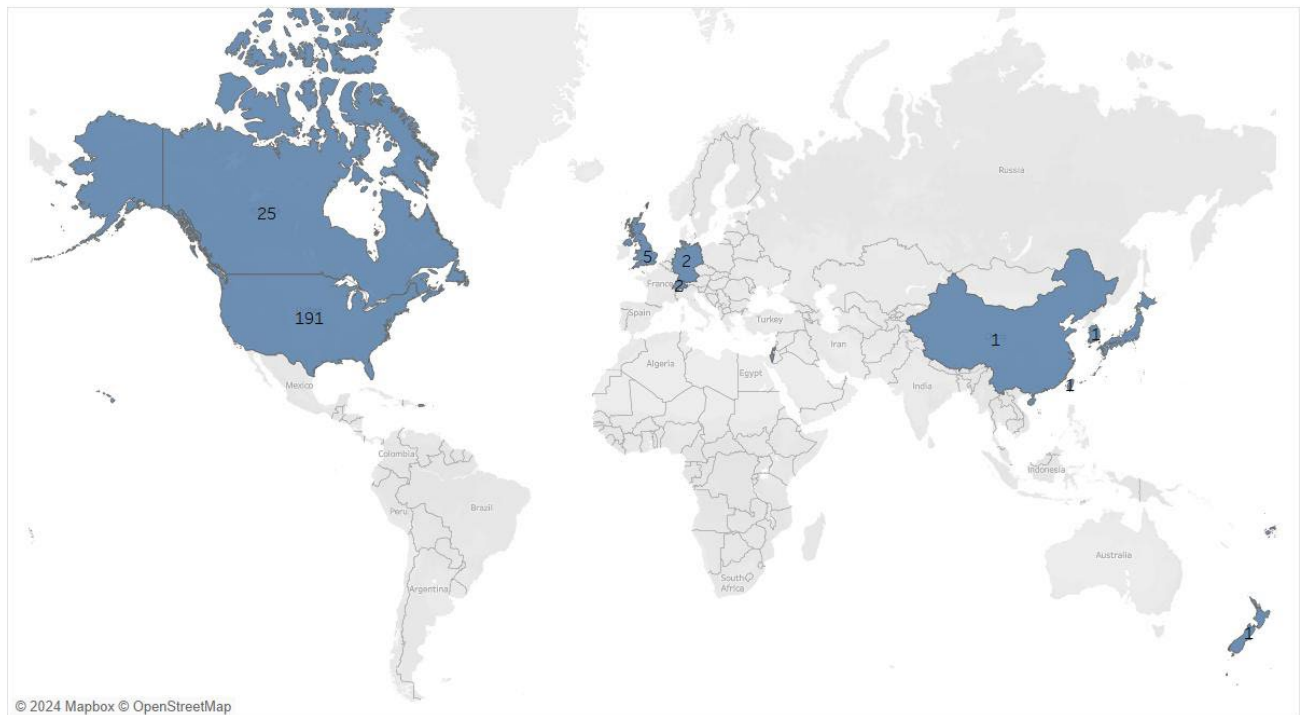 Russia
25
5
2
France
2
Spain
Turkey
191
1
1
Iran
Algeria
Egypt
India
1
Mexico
Colombia
Indonesia
Peru
Brazil
Australia
South
Africa
Argentina
1
© 2024 Mapbox © OpenStreetMap